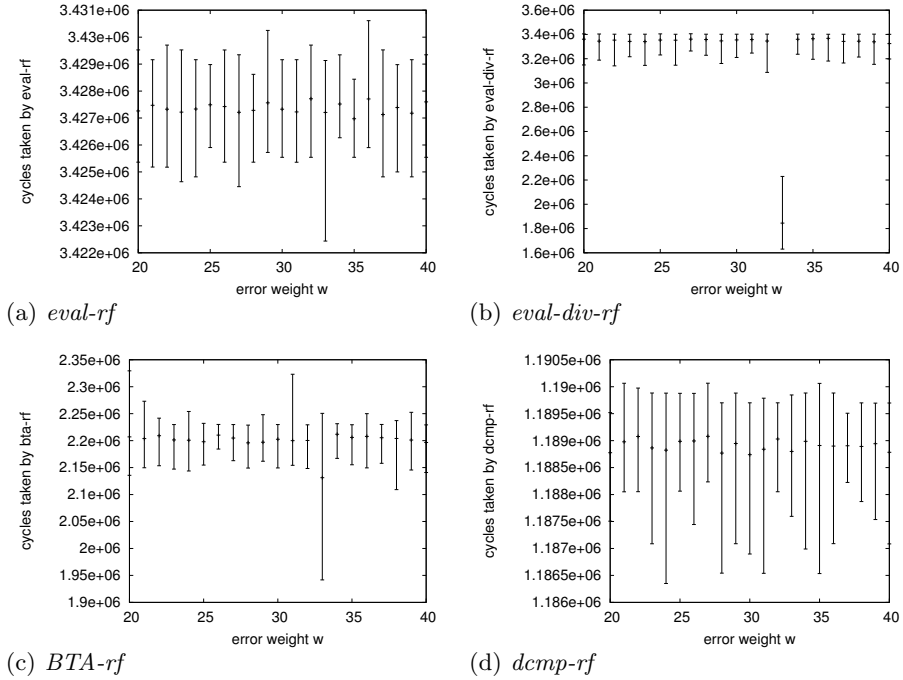 3.431e+06
3.43e+06
3.429e+06
3.428e+06
3.427e+06
3.426e+06
3.425e+06
3.424e+06
3.423e+06
3.422e+06
cycles taken by eval-rf
20 25 30 35 40
error weight w
(a) eval-rf
3.6e+06
3.4e+06
3.2e+06
3e+06
2.8e+06
2.6e+06
2.4e+06
2.2e+06
2e+06
1.8e+06
1.6e+06
cycles taken by eval-div-rf
20 25 30 35 40
error weight w
(b) eval-div-rf
2.35e+06
2.3e+06
2.25e+06
2.2e+06
2.15e+06
2.1e+06
2.05e+06
2e+06
1.95e+06
1.9e+06
cycles taken by bta-rf
20 25 30 35 40
error weight w
(c) BTA-rf
1.1905e+06
1.19e+06
1.1895e+06
1.189e+06
1.1885e+06
1.188e+06
1.1875e+06
1.187e+06
1.1865e+06
1.186e+06
cycles taken by dcmp-rf
20 25 30 35 40
error weight w
(d) dcmp-rf